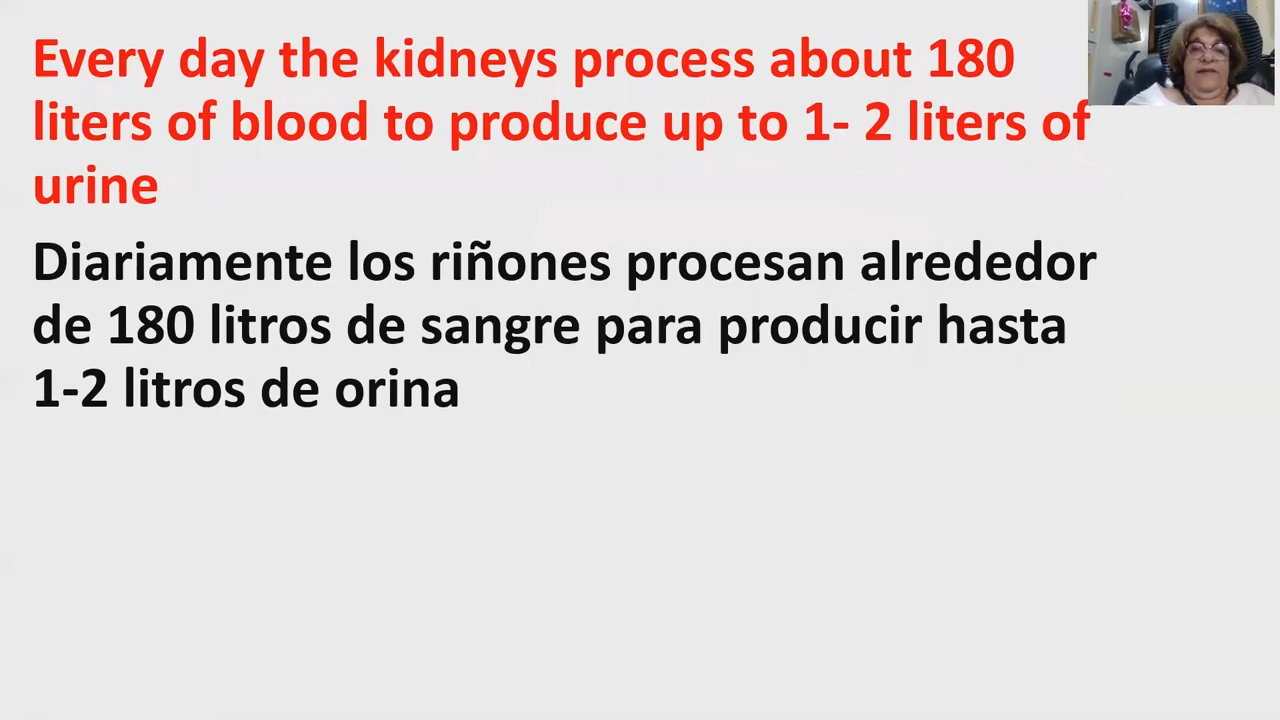 Every day the kidneys process about 180
liters of blood to produce up to 1- 2 liters of
urine
Diariamente los riñones procesan alrededor
de 180 litros de sangre para producir hasta
1-2 litros de orina